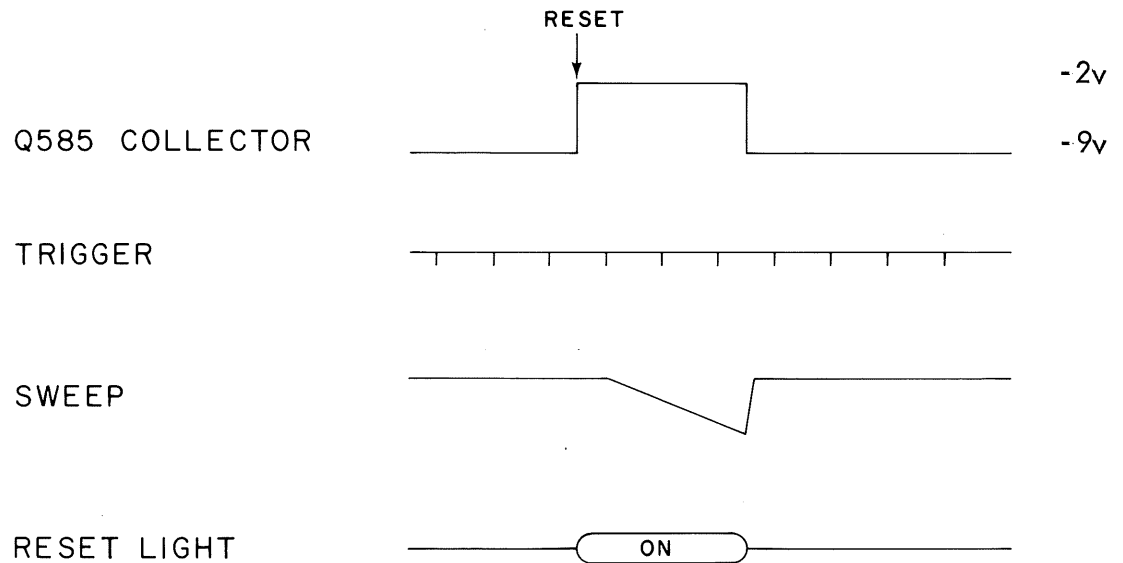 RESET
-2v
Q585 COLLECTOR
-9v
TRIGGER
SWEEP
RESET LIGHT
ON